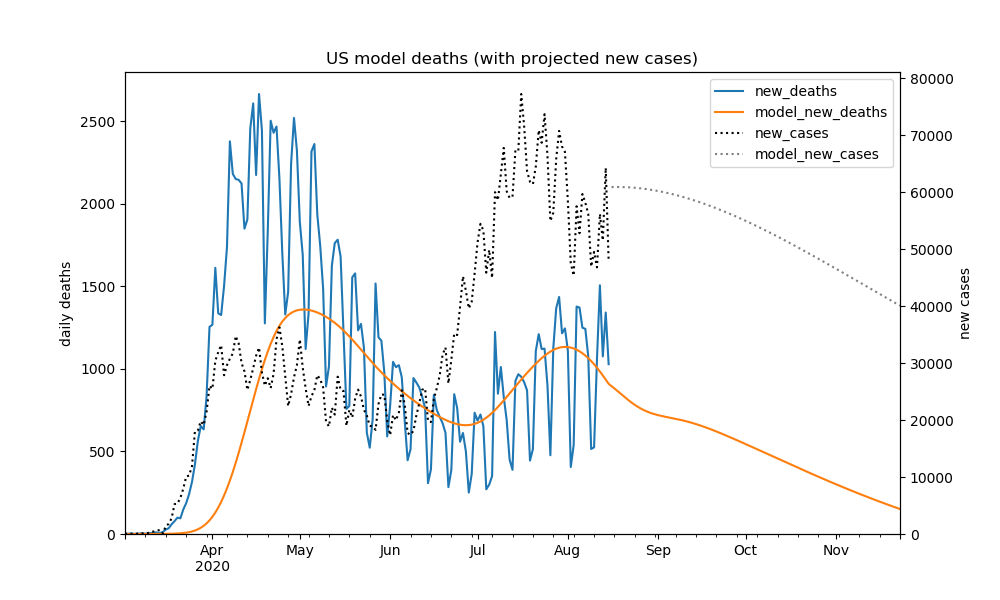 US model deaths (with projected new cases)
new_deaths
model_new_deaths
new_cases
model_new_cases
daily deaths
2500
2000
1500
1000
500
0
new cases
80000
70000
60000
50000
40000
30000
20000
10000
0
Apr May Jun Jul Aug Sep Oct Nov
2020